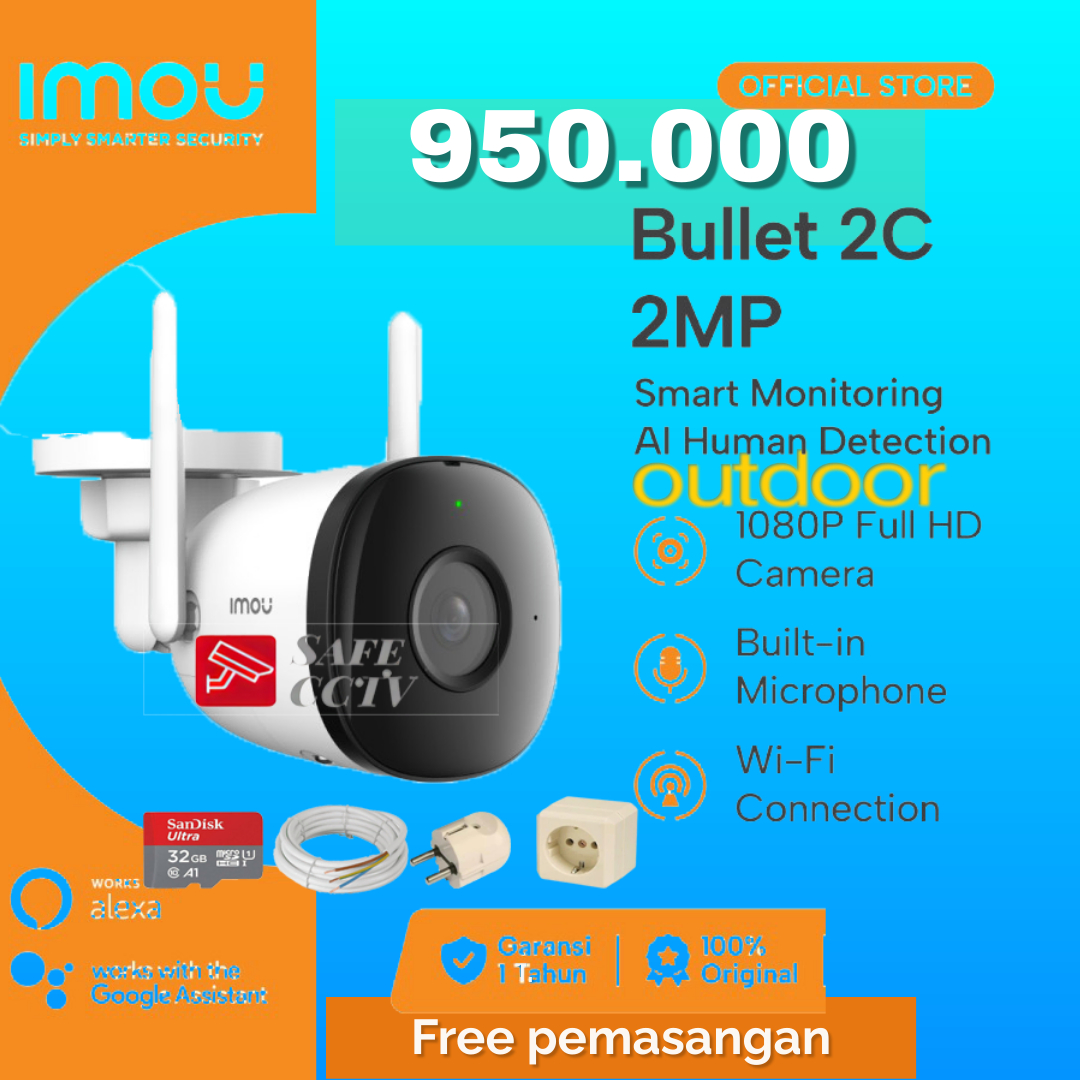 imou
SIMPLY SMARTER SECURITY
OFFICIAL STORE
950.000
Bullet 2C
2MP
Smart Monitoring
AI Human Detection
outdoor
1080P Full HD
Camera
Built-in
Microphone
Wi-Fi
Connection
imou
SAFE
CCTV
SanDisk
Ultra
32GB
micro
A1
WORKS
alexa
works with the
Google Assistant
Garansi
1 Tahun
100%
Original
Free pemasangan